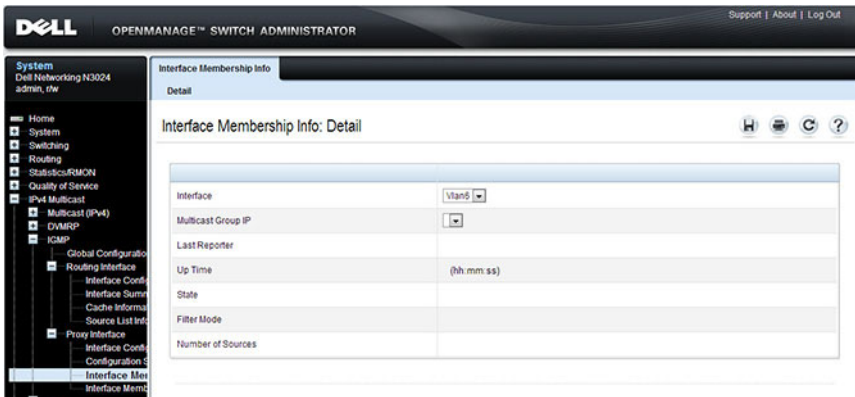 Support | About | Log Out
DELL
OPENMANAGE™ SWITCH ADMINISTRATOR
System
Dell Networking N3024
admin, r/w
Home
System
Switching
Routing
Statistics/RMON
Quality of Service
IPv4 Multicast
Multicast (IPv4)
DVMRP
IGMP
Global Configuratio
Routing Interface
Interface Config
Interface Summ
Cache Informa
Source List Info
Proxy Interface
Interface Config
Configuration S
Interface Mem
Interface Memb
Interface Membership Info
Detail
Interface Membership Info: Detail
Interface Vlan5
Multicast Group IP
Last Reporter
Up Time (hh:mm:ss)
State
Filter Mode
Number of Sources